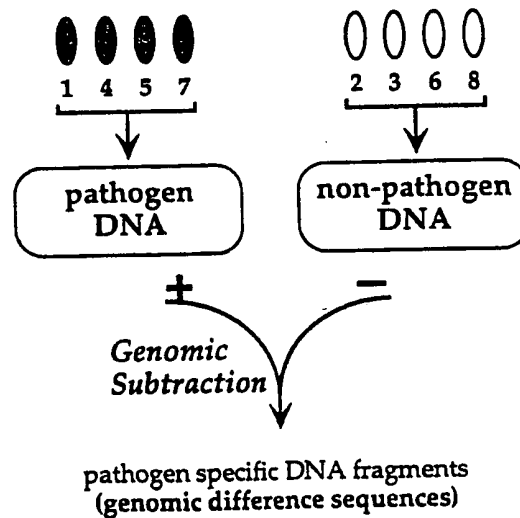 1 4 5 7
2 3 6 8
pathogen
DNA
non-pathogen
DNA
+
−
Genomic
Subtraction
pathogen specific DNA fragments
(genomic difference sequences)